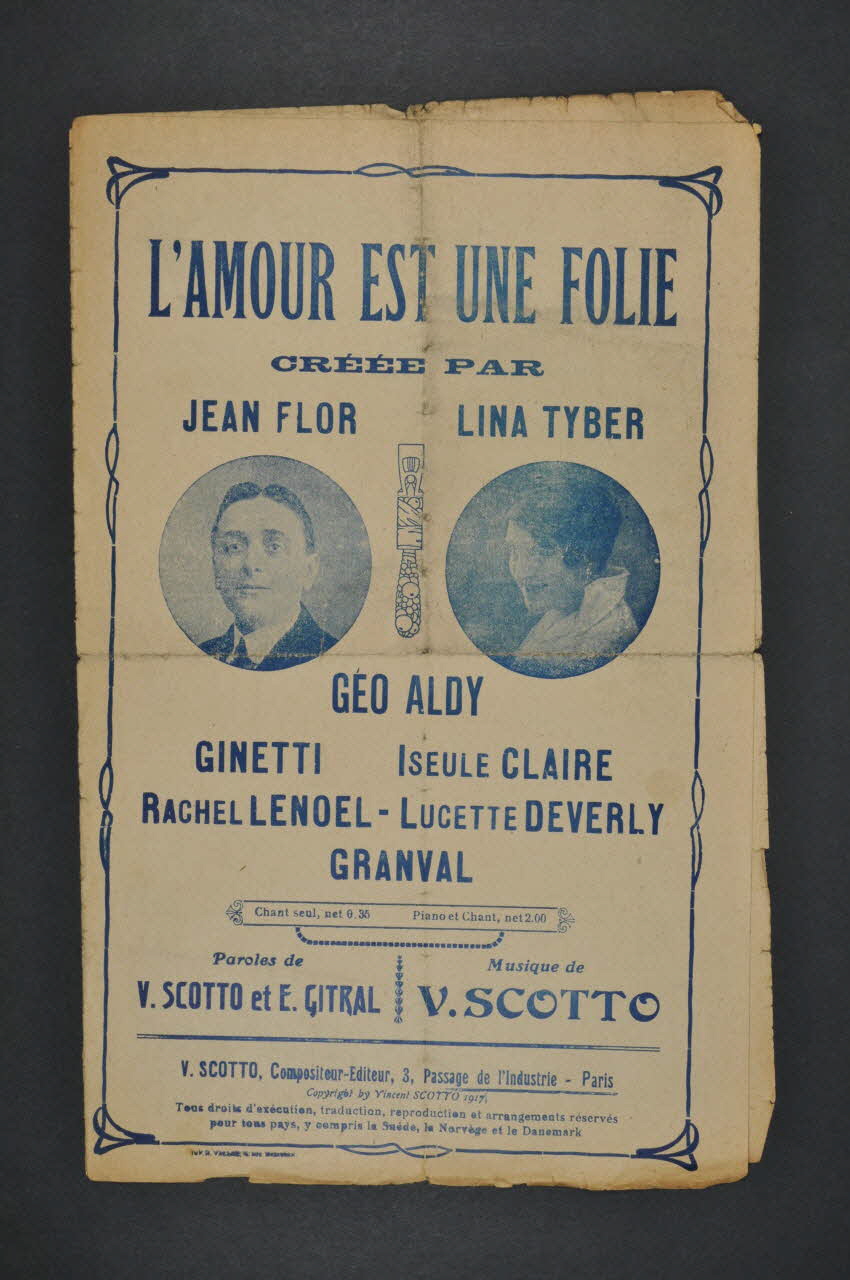 L'AMOUR EST UNE FOLIE
CRÉÉE PAR
JEAN FLOR LINA TYBER
GÉO ALDY
GINETTI ISEULE CLAIRE
RACHEL LENOEL - LUCETTE DEVERLY
GRANVAL
Chant seul, net 0.35 Piano et Chant, net 2.00
Paroles de Musique de
V. SCOTTO et E. GITRAL V. SCOTTO
V. SCOTTO, Compositeur-Editeur, 3, Passage de l'Industrie - Paris
Copyright by Vincent SCOTTO 1917,
Tous droits d'exécution, traduction, reproduction et arrangements réservés
pour tous pays, y compris la Suéde, la Norvège et le Danemark